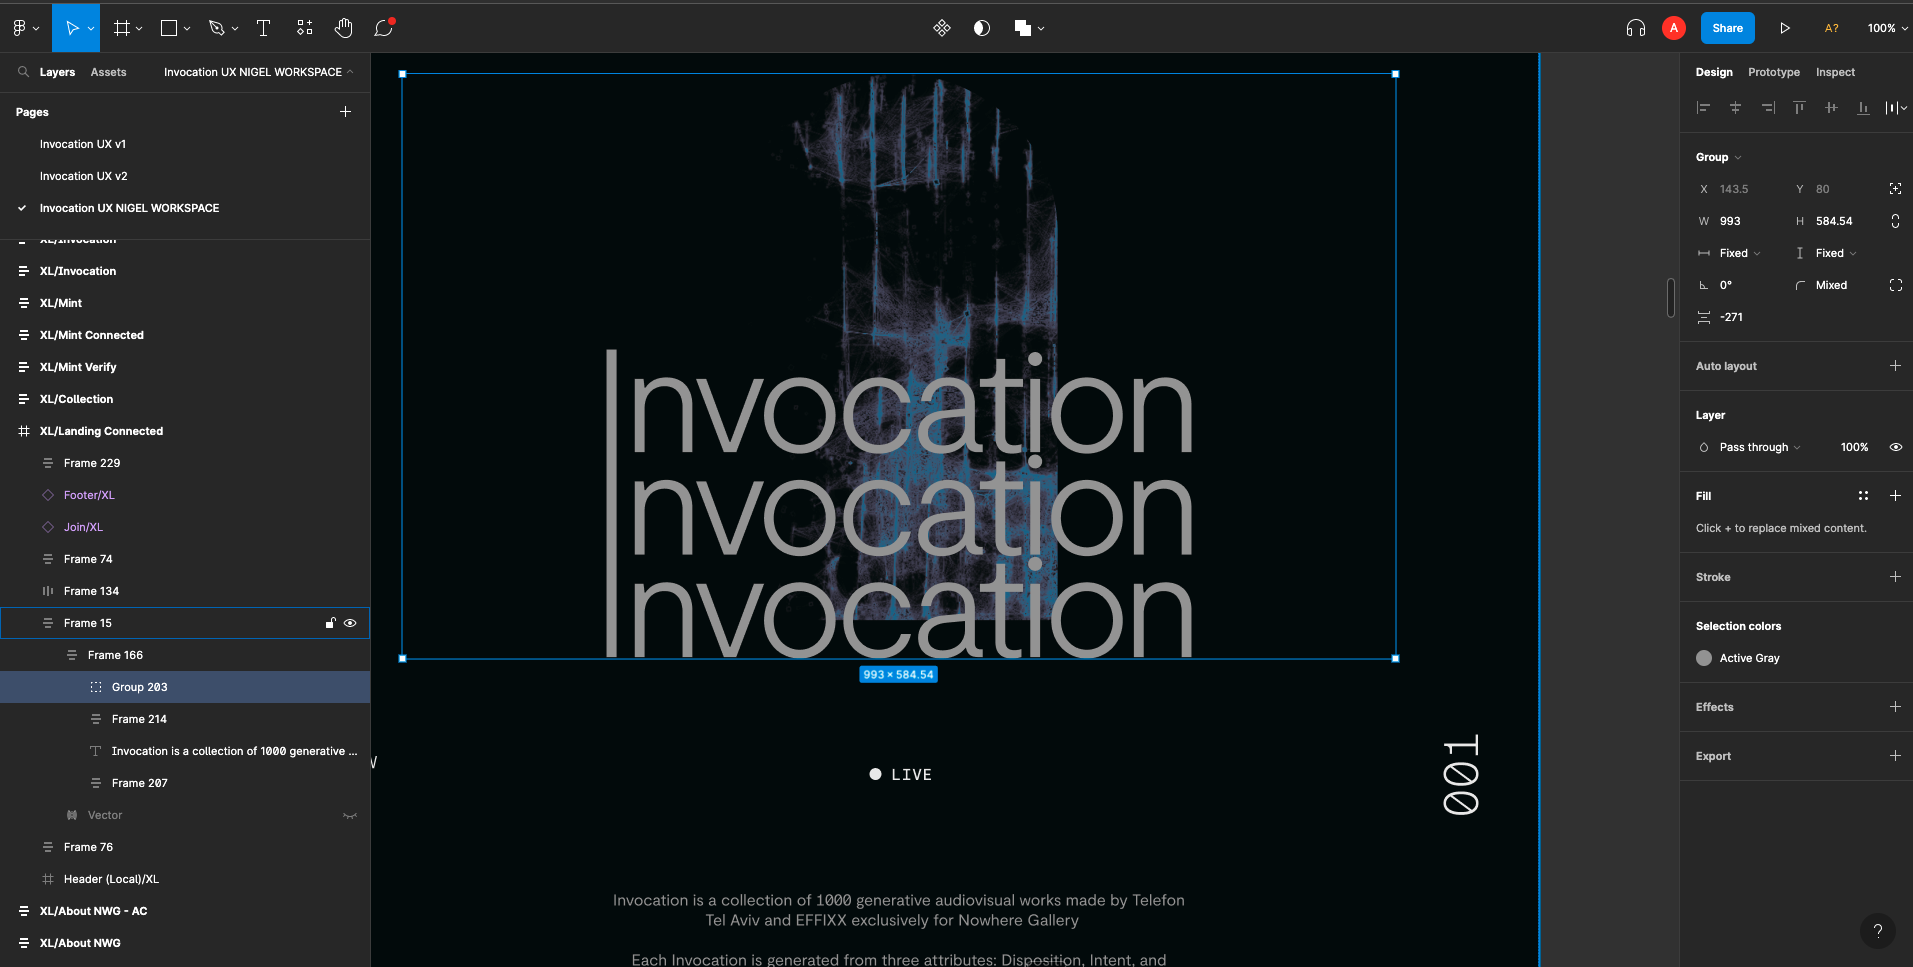 A
Share
A?
100%
Layers
Assets
Invocation UX NIGEL WORKSPACE
Pages
Invocation UX v1
Invocation UX v2
Invocation UX NIGEL WORKSPACE
XL/Invocation
XL/Invocation
XL/Mint
XL/Mint Connected
XL/Mint Verify
XL/Collection
XL/Landing Connected
Frame 229
Footer/XL
Join/XL
Frame 74
Frame 134
Frame 15
Frame 166
Group 203
Frame 214
Invocation is a collection of 1000 generative ...
Frame 207
Vector
Frame 76
Header (Local)/XL
XL/About NWG - AC
XL/About NWG
Invocation
Invocation
Invocation
993 × 584.54
LIVE
001
Invocation is a collection of 1000 generative audiovisual works made by Telefon
Tel Aviv and EFFIXX exclusively for Nowhere Gallery
Each Invocation is generated from three attributes: Disposition, Intent, and
Design
Prototype
Inspect
Group
X 143.5
Y 80
W 993
H 584.54
Fixed
Fixed
0°
Mixed
-271
Auto layout
Layer
Pass through
100%
Fill
Click + to replace mixed content.
Stroke
Selection colors
Active Gray
Effects
Export
?